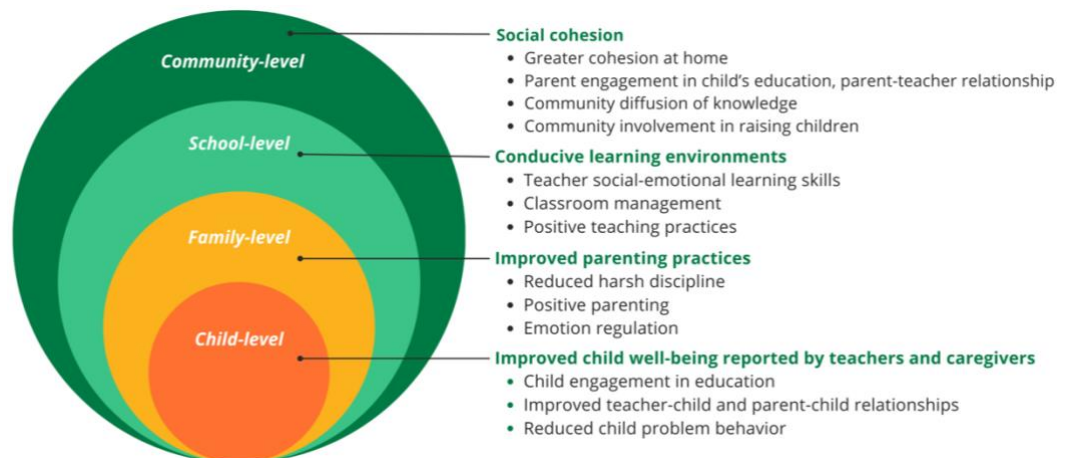 Community-level
School-level
Family-level
Child-level
Social cohesion
• Greater cohesion at home
• Parent engagement in child's education, parent-teacher relationship
• Community diffusion of knowledge
• Community involvement in raising children
Conducive learning environments
• Teacher social-emotional learning skills
• Classroom management
• Positive teaching practices
Improved parenting practices
• Reduced harsh discipline
• Positive parenting
• Emotion regulation
Improved child well-being reported by teachers and caregivers
• Child engagement in education
• Improved teacher-child and parent-child relationships
• Reduced child problem behavior